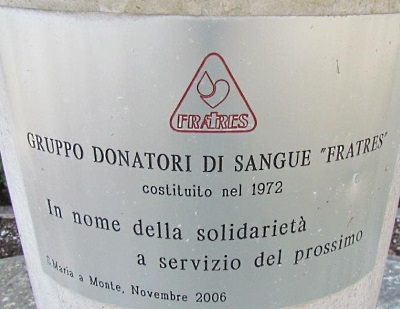 FRATRES
GRUPPO DONATORI DI SANGUE "FRATRES"
costituito nel 1972
In nome della solidarietà
a servizio del prossimo
S. Maria a Monte, Novembre 2006